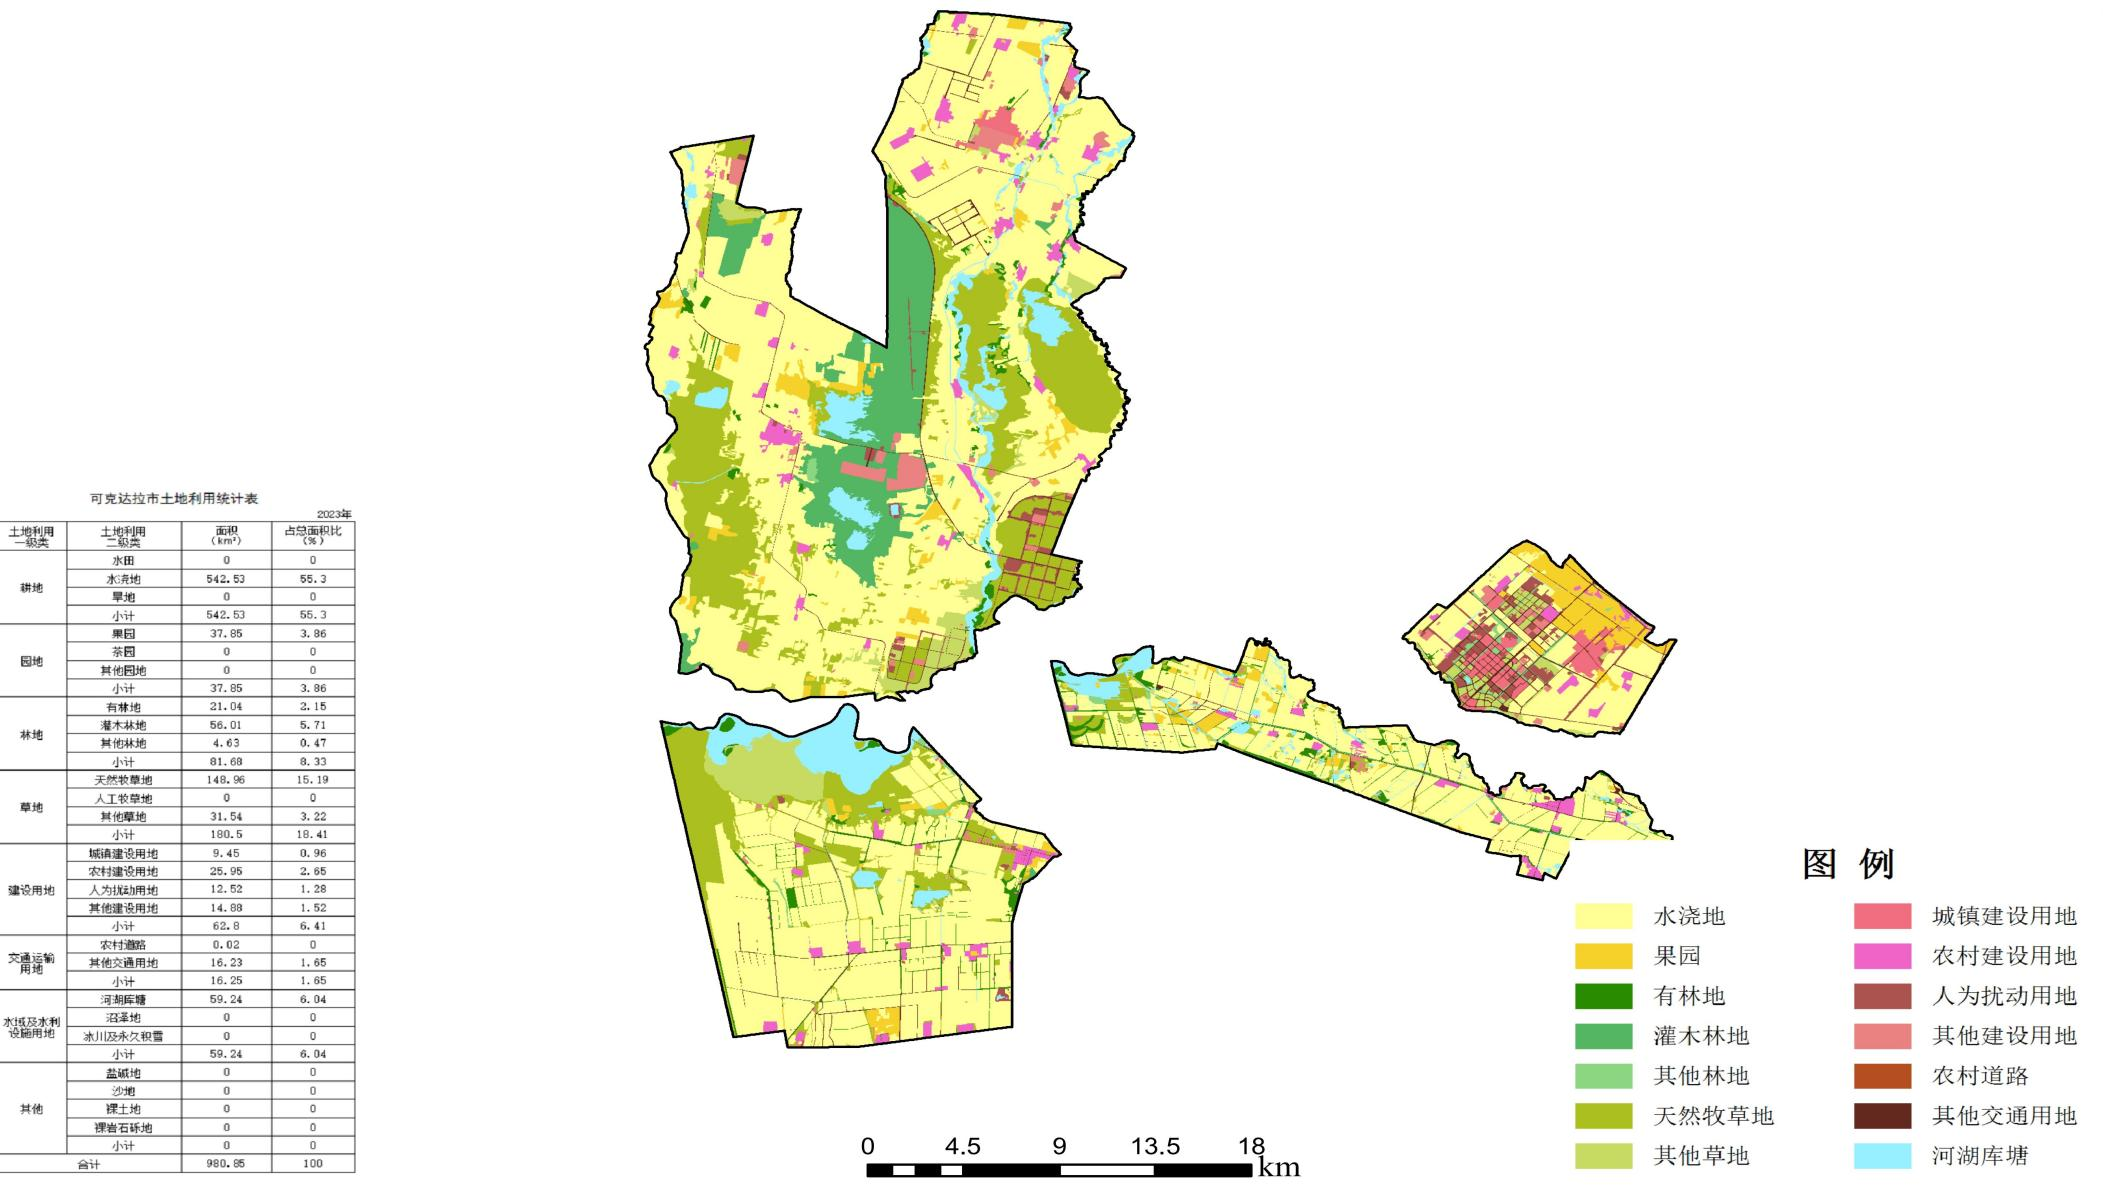 可克达拉市土地利用统计表
2023年
土地利用一级类 土地利用二级类 面积(km²) 占总面积比(%)
耕地 水田 0 0
水浇地 542.53 55.3
旱地 0 0
小计 542.53 55.3
园地 果园 37.85 3.86
茶园 0 0
其他园地 0 0
小计 37.85 3.86
林地 有林地 21.04 2.15
灌木林地 56.01 5.71
其他林地 4.63 0.47
小计 81.68 8.33
草地 天然牧草地 148.96 15.19
人工牧草地 0 0
其他草地 31.54 3.22
小计 180.5 18.41
建设用地 城镇建设用地 9.45 0.96
农村建设用地 25.95 2.65
人为扰动用地 12.52 1.28
其他建设用地 14.88 1.52
小计 62.8 6.41
交通运输用地 农村道路 0.02 0
其他交通用地 16.23 1.65
小计 16.25 1.65
水域及水利设施用地 河湖库塘 59.24 6.04
沼泽地 0 0
冰川及永久积雪 0 0
小计 59.24 6.04
其他 盐碱地 0 0
沙地 0 0
裸土地 0 0
裸岩石砾地 0 0
小计 0 0
合计 980.85 100
0 4.5 9 13.5 18
km
图 例
水浇地 城镇建设用地
果园 农村建设用地
有林地 人为扰动用地
灌木林地 其他建设用地
其他林地 农村道路
天然牧草地 其他交通用地
其他草地 河湖库塘